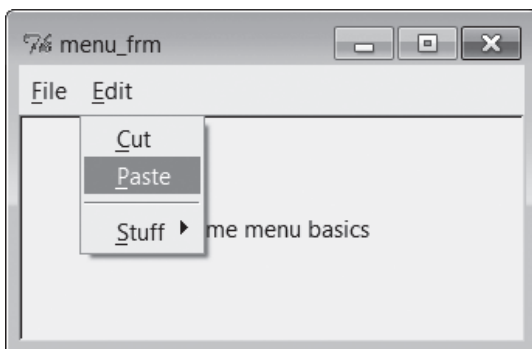 menu_frm
File Edit
Cut
Paste
Stuff
me menu basics